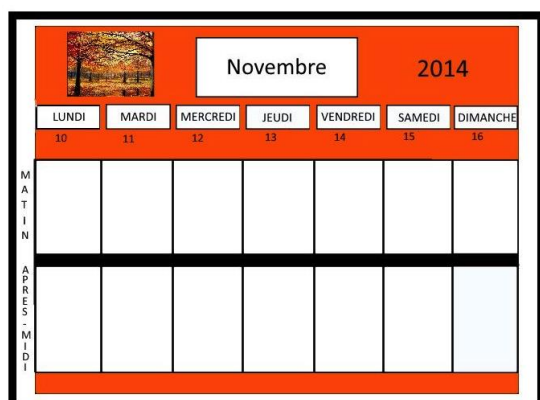 Novembre 2014
LUNDI MARDI MERCREDI JEUDI VENDREDI SAMEDI DIMANCHE
10 11 12 13 14 15 16
MATIN
APRES-MIDI